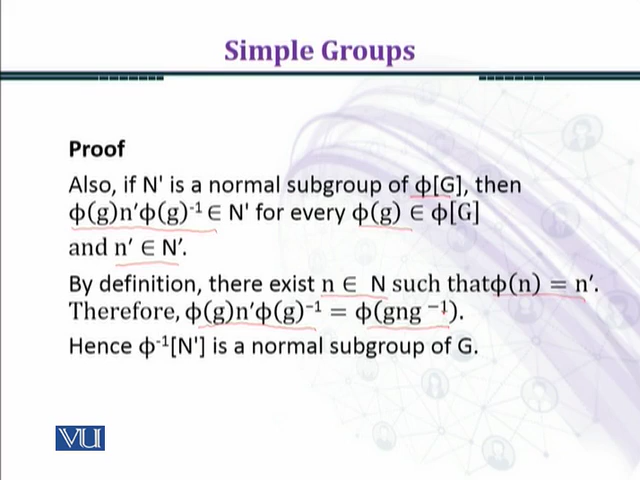 Simple Groups
Proof
Also, if N' is a normal subgroup of ф[G], then
ф(g)n′ф(g)⁻¹ ∈ N' for every ф(g) ∈ ф[G]
and n′ ∈ N′.
By definition, there exist n ∈ N such thatф(n) = n′.
Therefore, ф(g)n′ф(g)⁻¹ = ф(gng ⁻¹).
Hence ф⁻¹[N'] is a normal subgroup of G.
VU